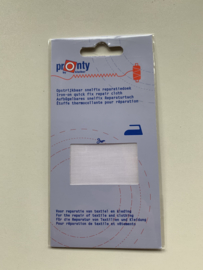 pronty
Opstrijkbaar snelfix reparatiedoek
iron-on quick fix repair cloth
Aufbügelbares Snelfix Reparaturtuch
Étoffe thermocollante pour réparation
Voor reparatie van textiel en kleding
For the repair of textile and clothing
Für die Reparatur von Textilien und Kleidung
Pour réparation de textile et vêtements